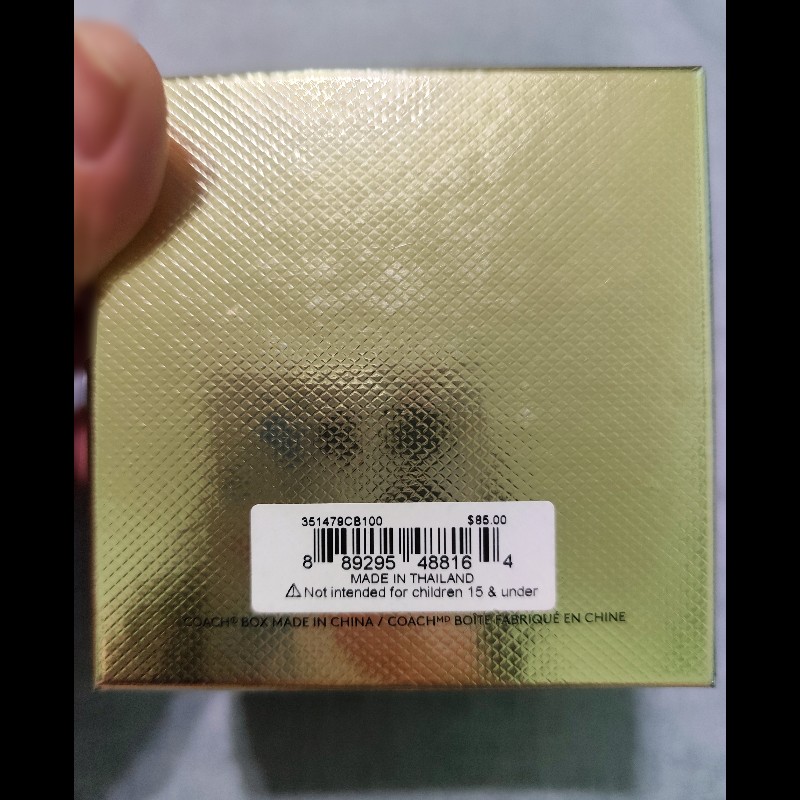 351479CB100 $85.00
8 89295 48816 4
MADE IN THAILAND
⚠ Not intended for children 15 & under
COACH® BOX MADE IN CHINA / COACHᴹᴰ BOÎTE FABRIQUÉ EN CHINE